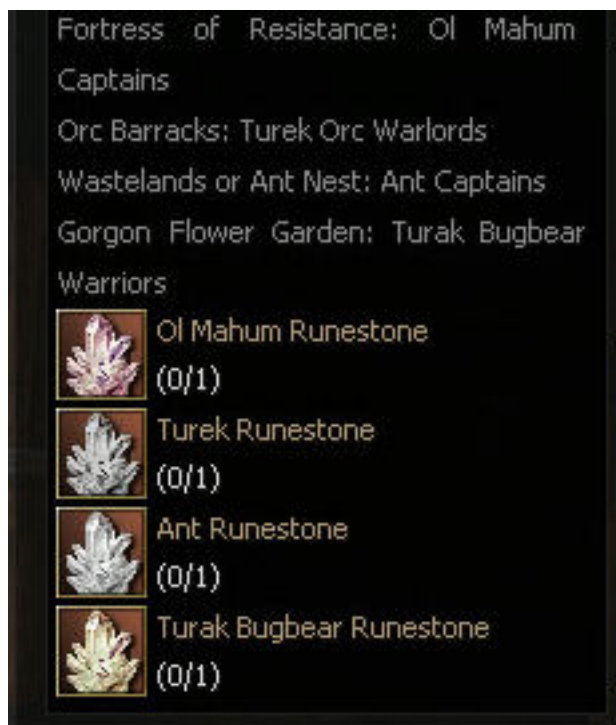 Fortress of Resistance: Ol Mahum
Captains
Orc Barracks: Turek Orc Warlords
Wastelands or Ant Nest: Ant Captains
Gorgon Flower Garden: Turak Bugbear
Warriors
Ol Mahum Runestone
(0/1)
Turek Runestone
(0/1)
Ant Runestone
(0/1)
Turak Bugbear Runestone
(0/1)